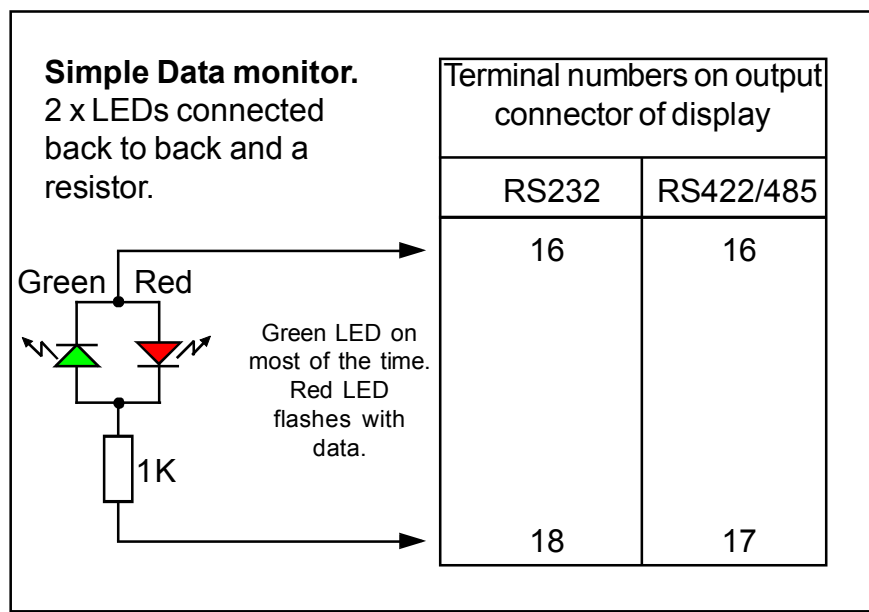 Simple Data monitor.
2 x LEDs connected
back to back and a
resistor.
Terminal numbers on output
connector of display
RS232 RS422/485
16 16
Green Red
Green LED on
most of the time.
Red LED
flashes with
data.
1K
18 17